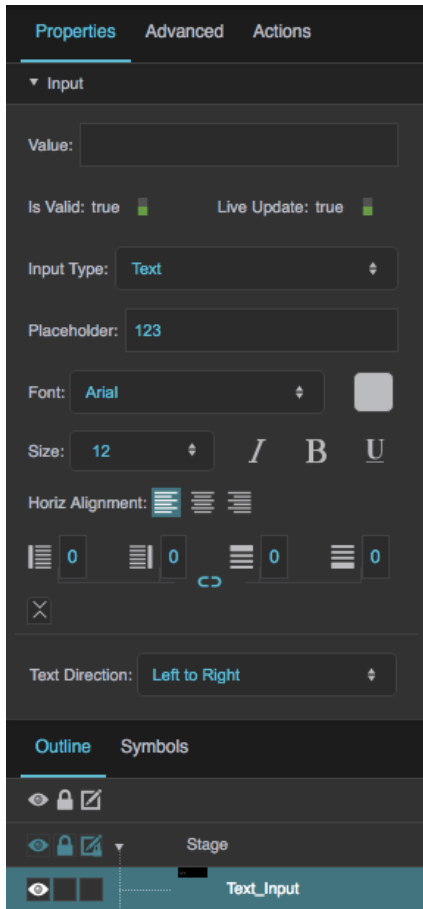 Properties Advanced Actions
Input
Value:
Is Valid: true Live Update: true
Input Type: Text
Placeholder: 123
Font: Arial
Size: 12 I B U
Horiz Alignment:
0 0 0 0
Text Direction: Left to Right
Outline Symbols
Stage
Text_Input